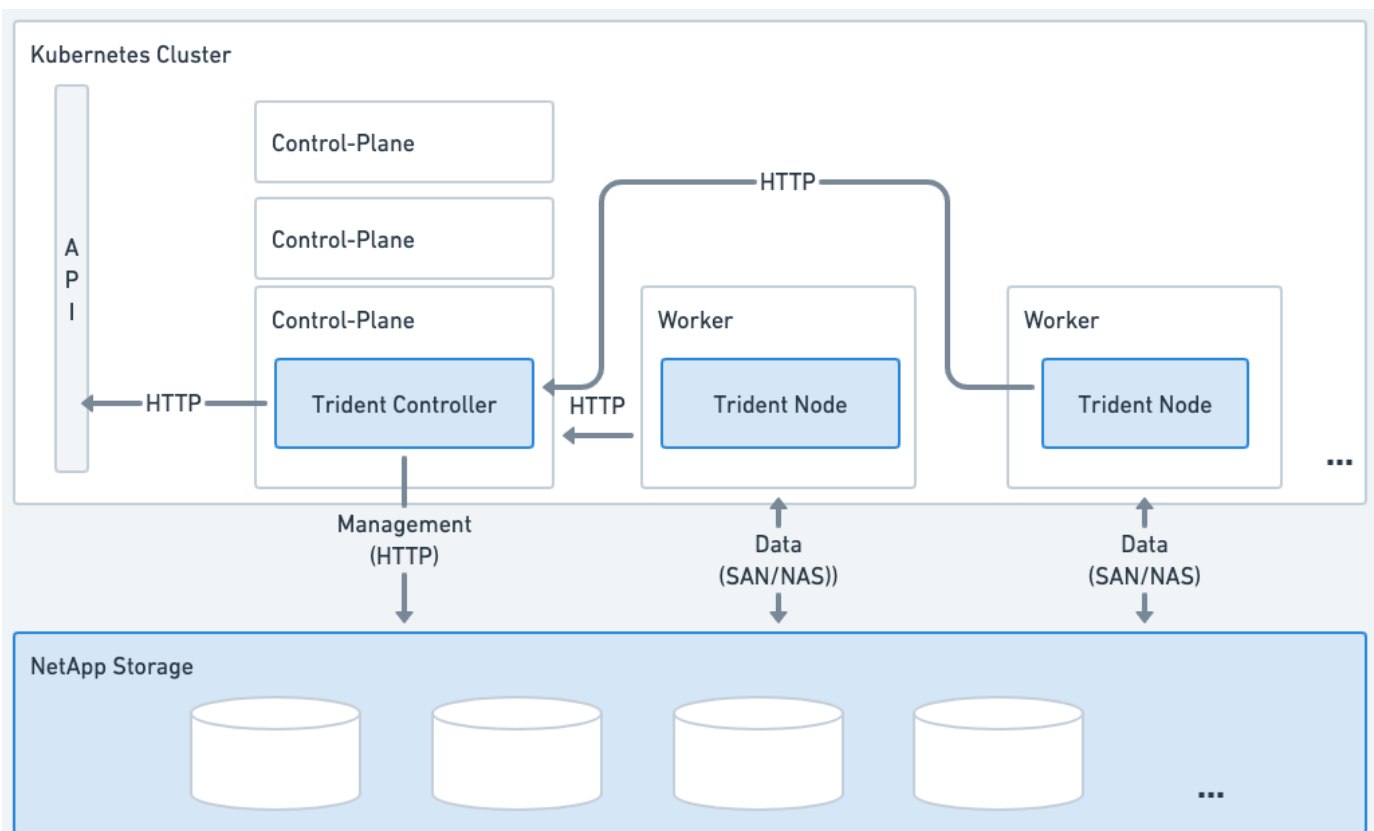 Kubernetes Cluster
A
P
I
Control-Plane
Control-Plane
Control-Plane
Trident Controller
HTTP
HTTP
HTTP
Worker
Trident Node
Worker
Trident Node
...
Management
(HTTP)
Data
(SAN/NAS))
Data
(SAN/NAS)
NetApp Storage
...